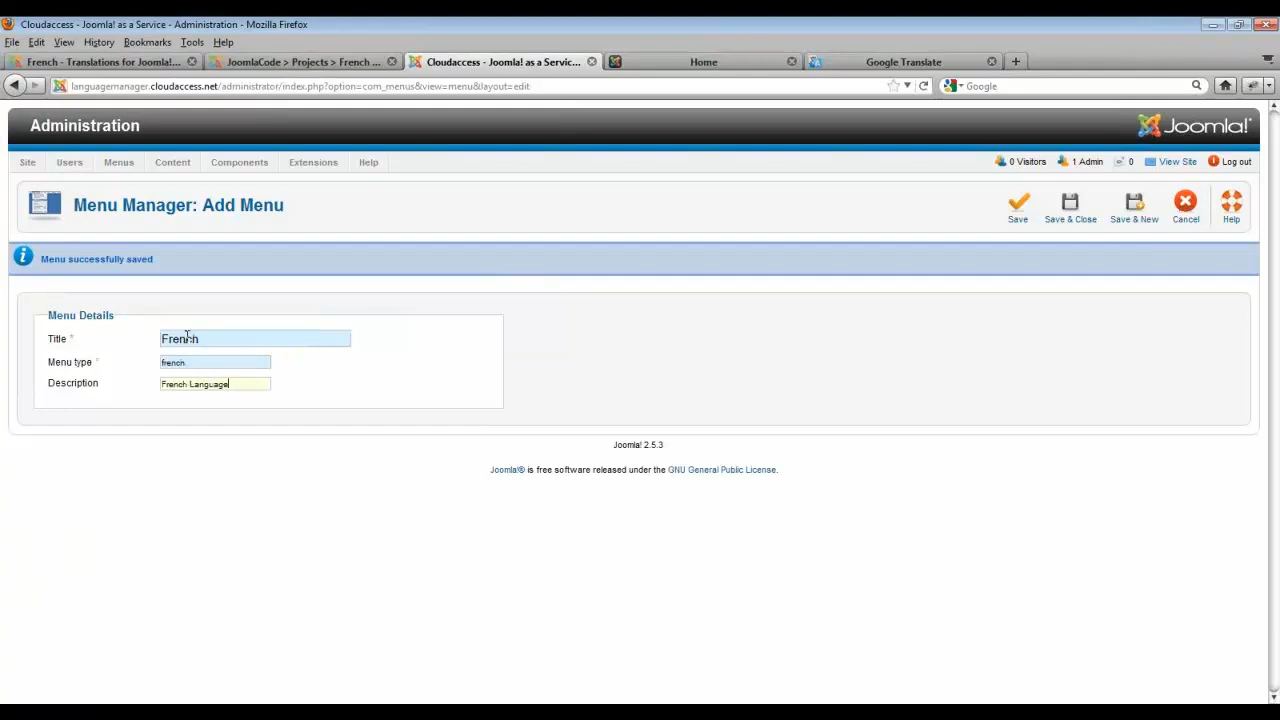 Cloudaccess - Joomla! as a Service - Administration - Mozilla Firefox
File Edit View History Bookmarks Tools Help
French - Translations for Joomla!... JoomlaCode > Projects > French ... Cloudaccess - Joomla! as a Servic... Home Google Translate
languagemanager.cloudaccess.net/administrator/index.php?option=com_menus&view=menu&layout=edit Google
Administration Joomla!
Site Users Menus Content Components Extensions Help 0 Visitors 1 Admin 0 View Site Log out
Menu Manager: Add Menu Save Save & Close Save & New Cancel Help
Menu successfully saved
Menu Details
Title * French
Menu type * french
Description French Language
Joomla! 2.5.3
Joomla!® is free software released under the GNU General Public License.